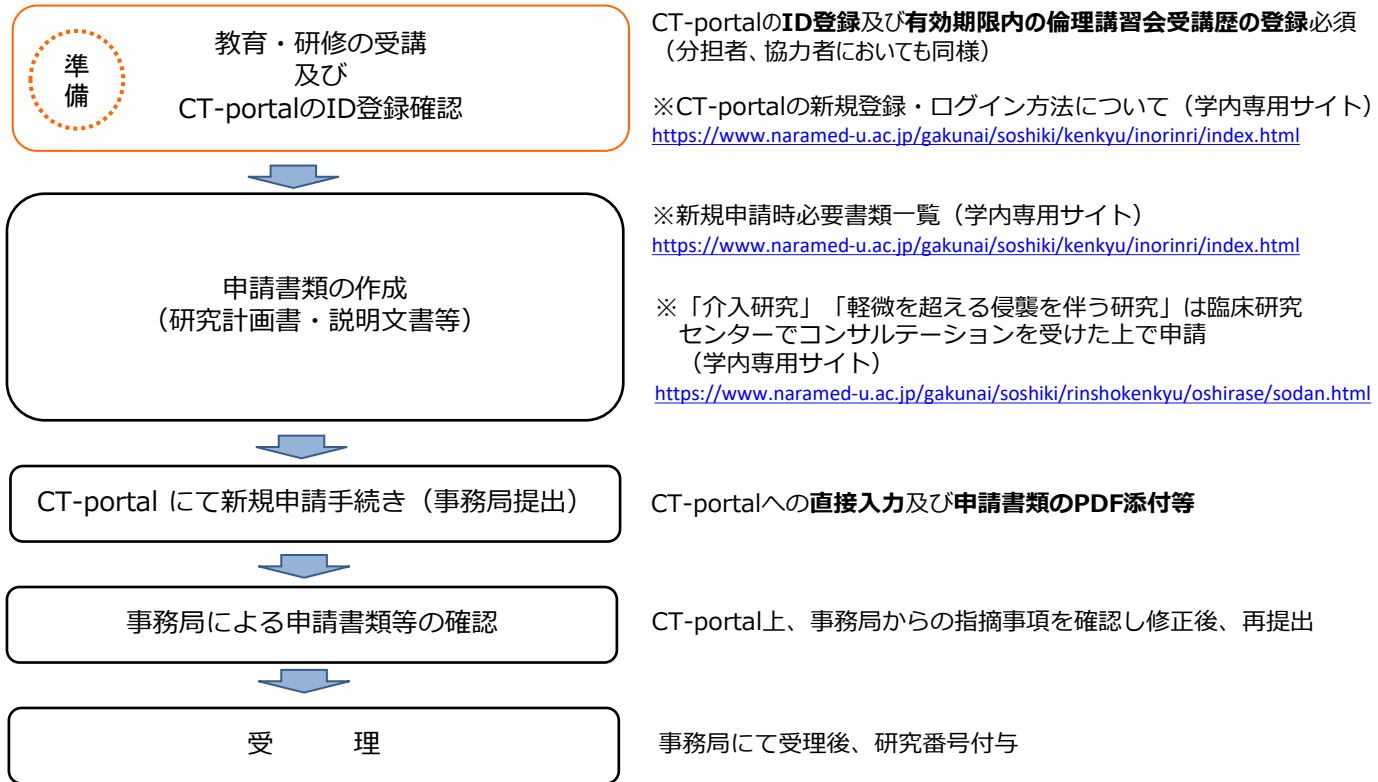 準
備
教育・研修の受講
及び
CT-portalのID登録確認
CT-portalのID登録及び有効期限内の倫理講習会受講歴の登録必須
（分担者、協力者においても同様）
※CT-portalの新規登録・ログイン方法について（学内専用サイト）
https://www.naramed-u.ac.jp/gakunai/soshiki/kenkyu/inorinri/index.html
申請書類の作成
（研究計画書・説明文書等）
※新規申請時必要書類一覧（学内専用サイト）
https://www.naramed-u.ac.jp/gakunai/soshiki/kenkyu/inorinri/index.html
※「介入研究」「軽微を超える侵襲を伴う研究」は臨床研究
センターでコンサルテーションを受けた上で申請
（学内専用サイト）
https://www.naramed-u.ac.jp/gakunai/soshiki/rinshokenkyu/oshirase/sodan.html
CT-portal にて新規申請手続き（事務局提出）
CT-portalへの直接入力及び申請書類のPDF添付等
事務局による申請書類等の確認
CT-portal上、事務局からの指摘事項を確認し修正後、再提出
受　　理
事務局にて受理後、研究番号付与